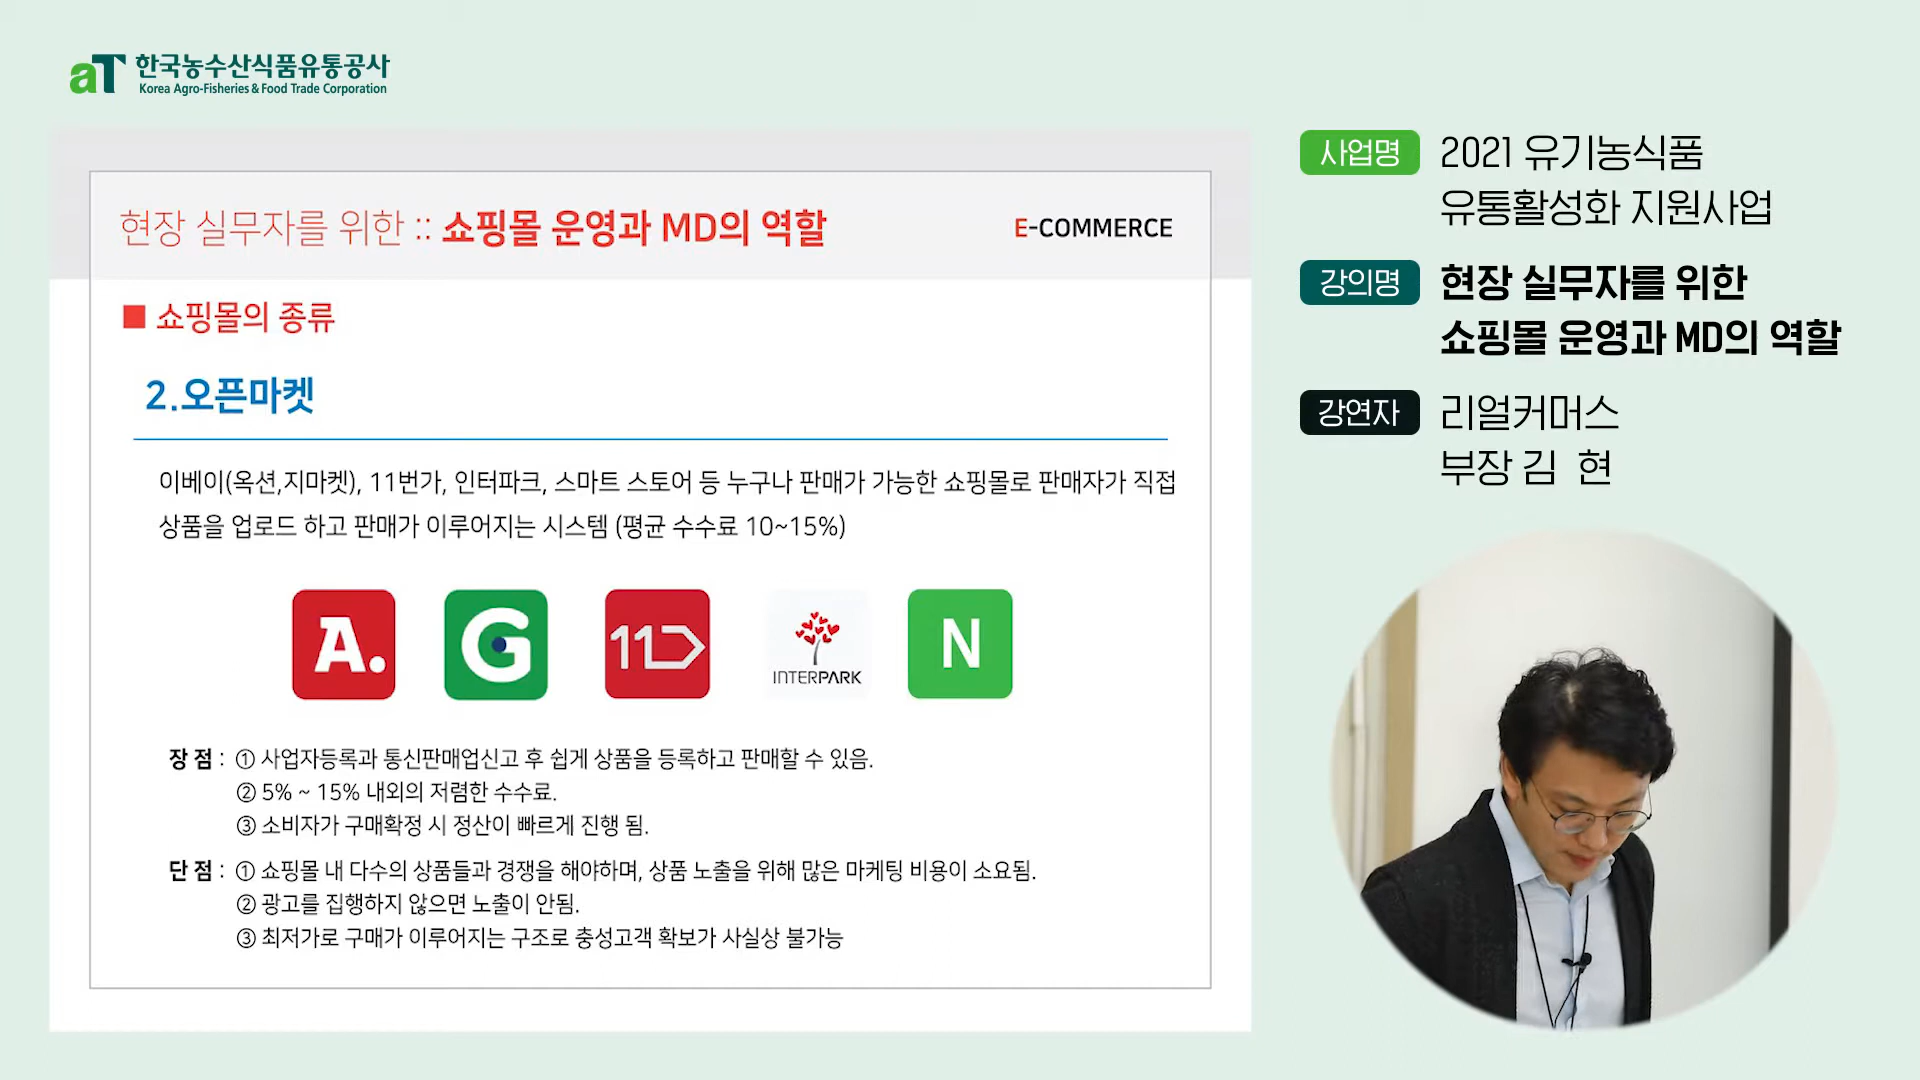 aT 한국농수산식품유통공사
Korea Agro-Fisheries & Food Trade Corporation
현장 실무자를 위한 :: 쇼핑몰 운영과 MD의 역할
E-COMMERCE
■ 쇼핑몰의 종류
2.오픈마켓
이베이(옥션,지마켓), 11번가, 인터파크, 스마트 스토어 등 누구나 판매가 가능한 쇼핑몰로 판매자가 직접
상품을 업로드 하고 판매가 이루어지는 시스템 (평균 수수료 10~15%)
A.
G
11
INTERPARK
N
장 점 : ① 사업자등록과 통신판매업신고 후 쉽게 상품을 등록하고 판매할 수 있음.
② 5% ~ 15% 내외의 저렴한 수수료.
③ 소비자가 구매확정 시 정산이 빠르게 진행 됨.
단 점 : ① 쇼핑몰 내 다수의 상품들과 경쟁을 해야하며, 상품 노출을 위해 많은 마케팅 비용이 소요됨.
② 광고를 집행하지 않으면 노출이 안됨.
③ 최저가로 구매가 이루어지는 구조로 충성고객 확보가 사실상 불가능
사업명 2021 유기농식품
유통활성화 지원사업
강의명 현장 실무자를 위한
쇼핑몰 운영과 MD의 역할
강연자 리얼커머스
부장 김 현